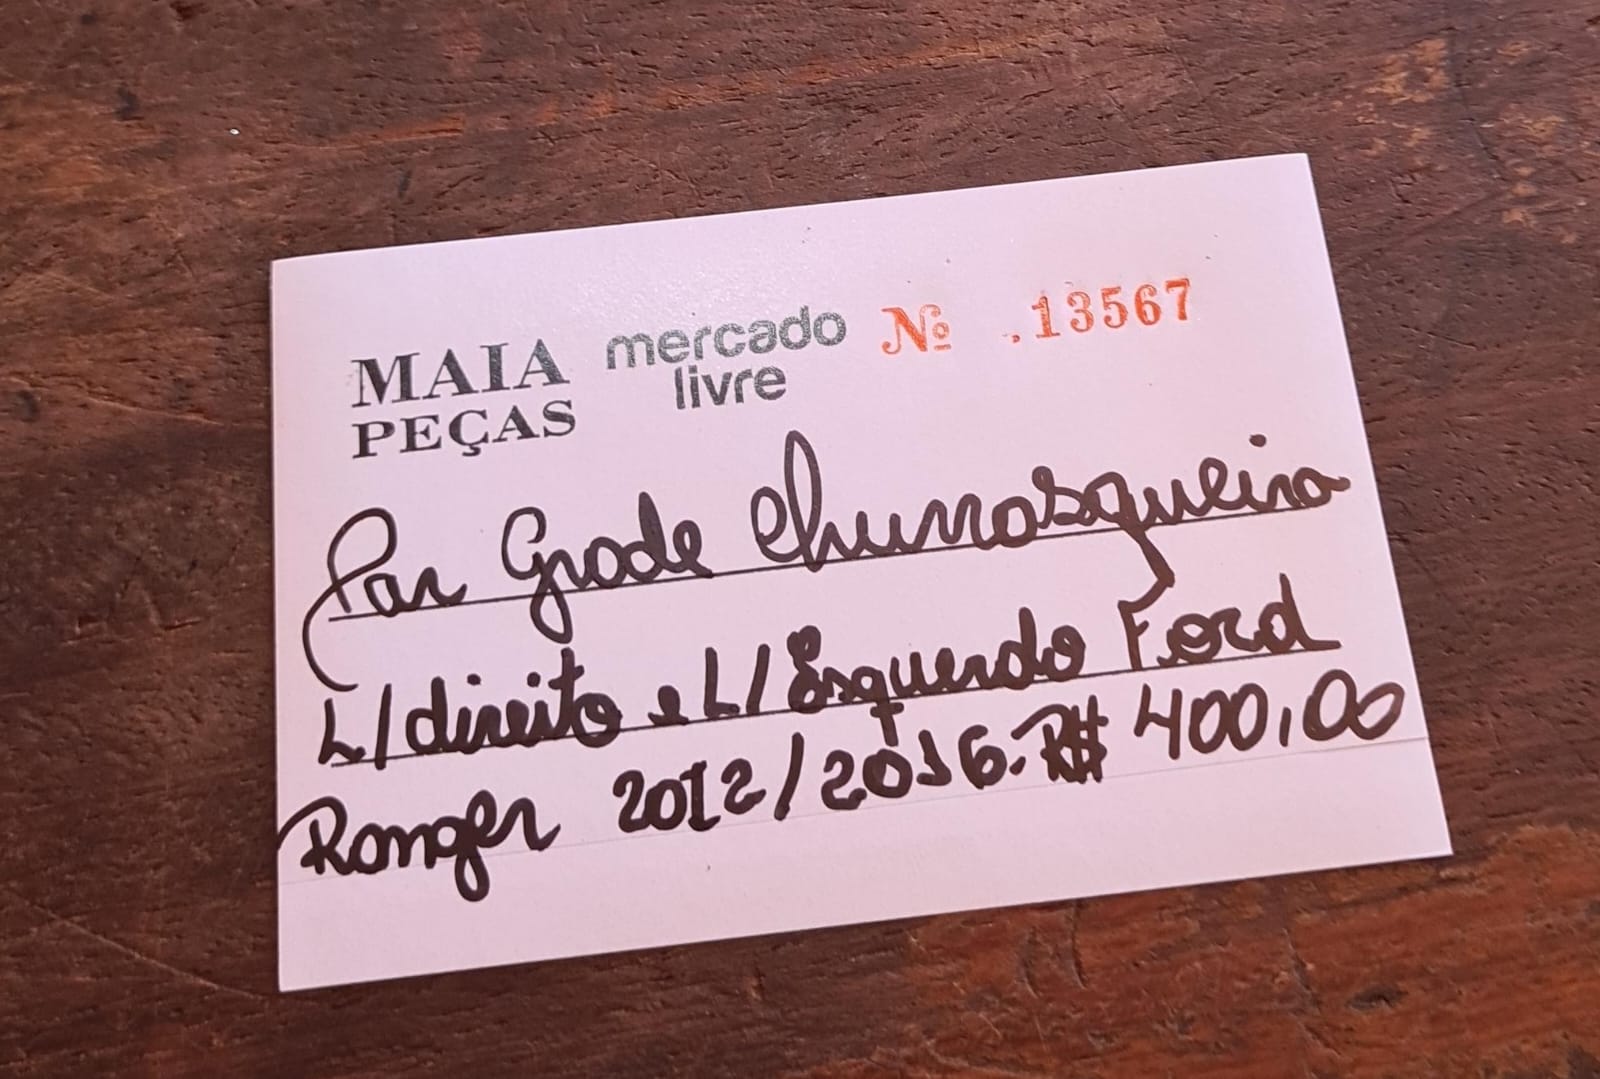 MAIA PEÇAS
mercado livre
Nº .13567
Par Grade Churrasqueira
L/direito e L/Esquerdo Ford
Ranger 2012/2016. R$ 400,00